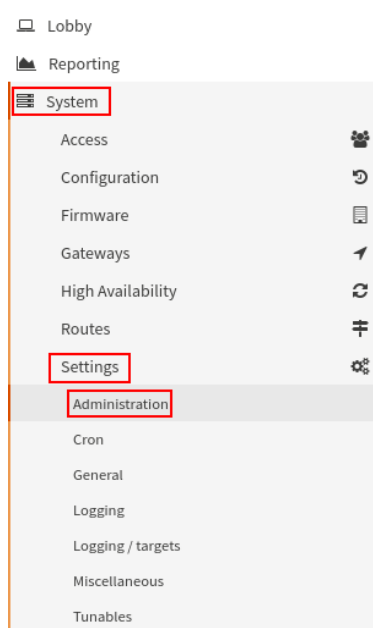 Lobby
Reporting
System
Access
Configuration
Firmware
Gateways
High Availability
Routes
Settings
Administration
Cron
General
Logging
Logging / targets
Miscellaneous
Tunables